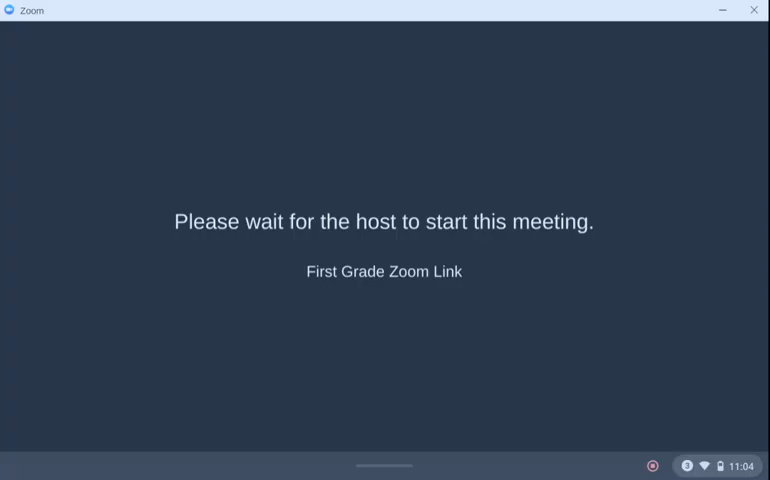 Zoom
Please wait for the host to start this meeting.
First Grade Zoom Link
3 11:04